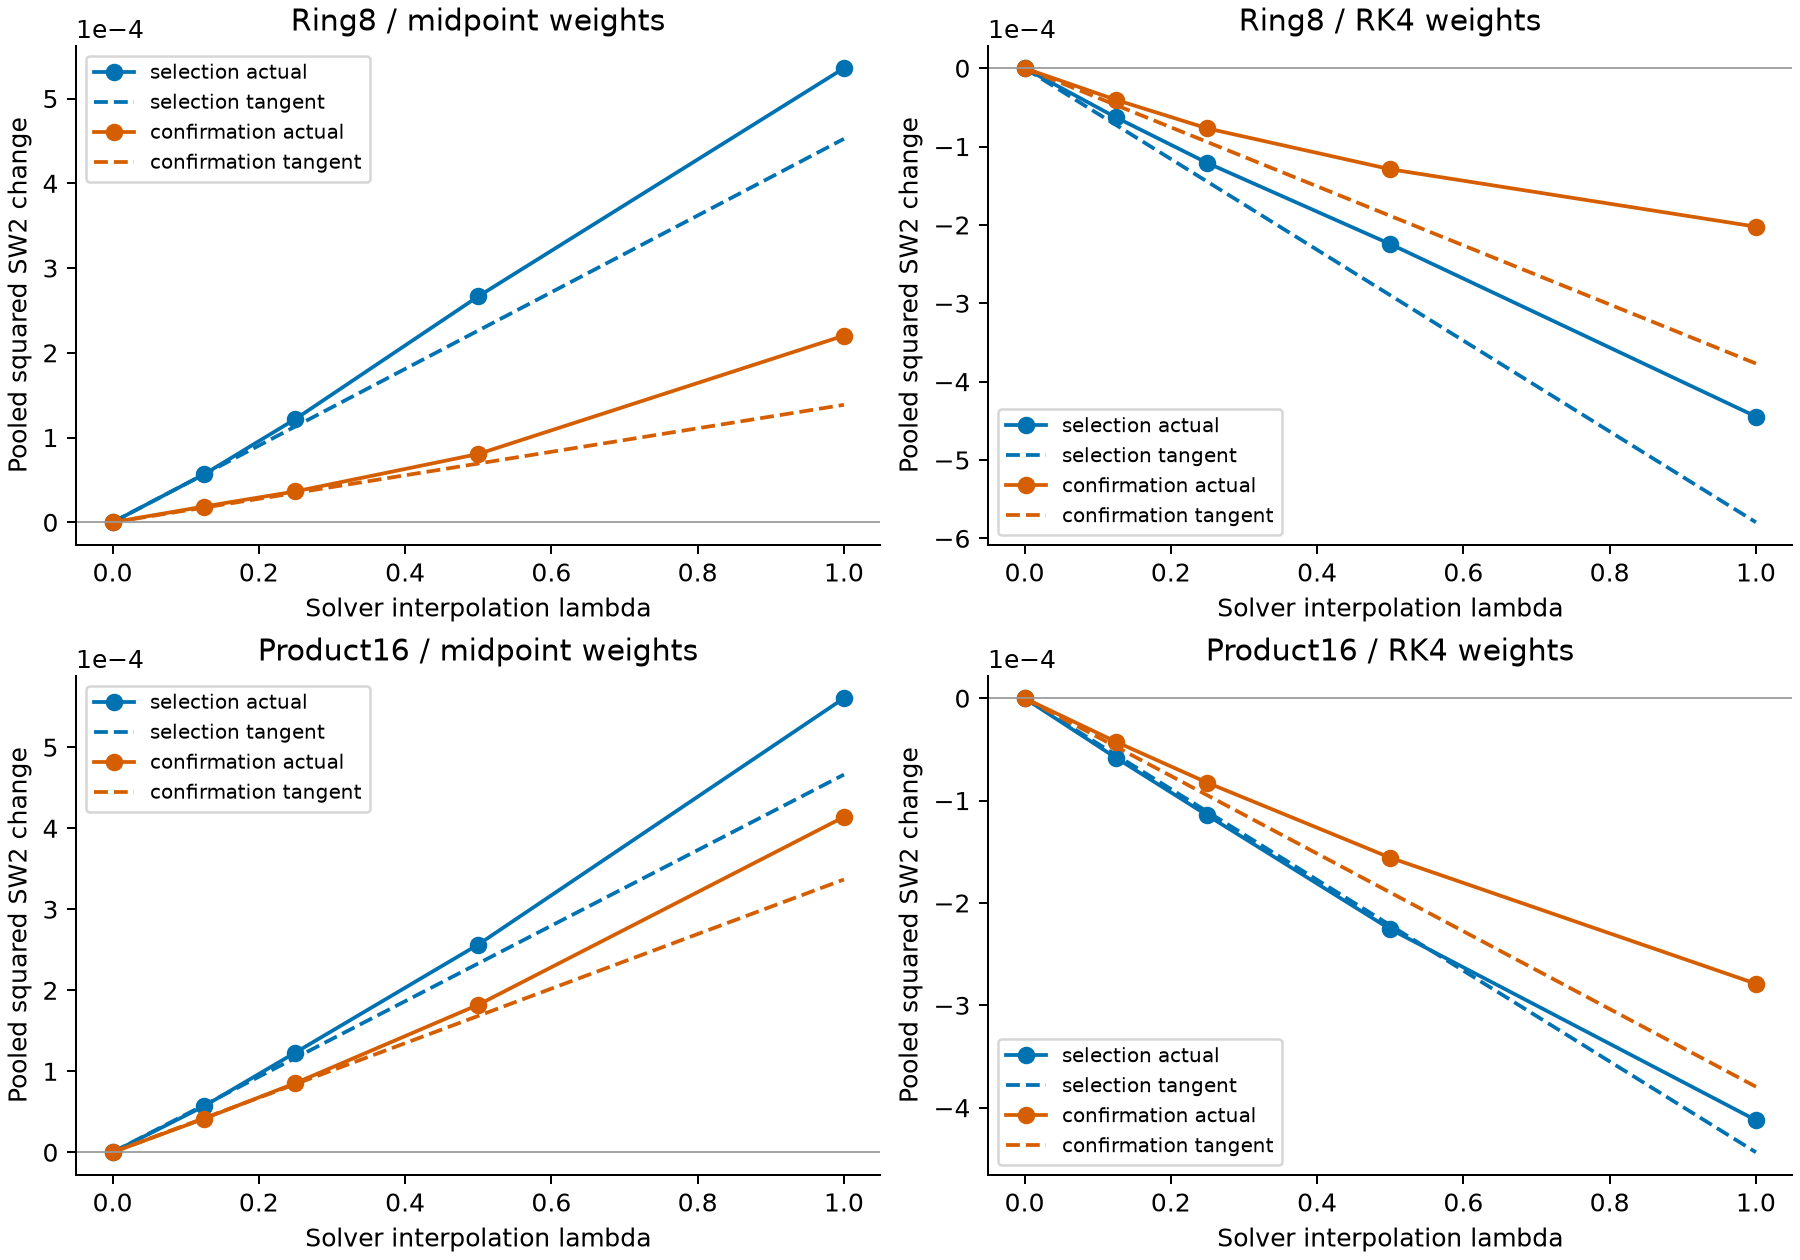 Ring8 / midpoint weights
1e−4
selection actual
selection tangent
confirmation actual
confirmation tangent
5
4
3
2
1
0
Pooled squared SW2 change
0.0 0.2 0.4 0.6 0.8 1.0
Solver interpolation lambda
Ring8 / RK4 weights
1e−4
0
−1
−2
−3
−4
−5
−6
Pooled squared SW2 change
selection actual
selection tangent
confirmation actual
confirmation tangent
0.0 0.2 0.4 0.6 0.8 1.0
Solver interpolation lambda
Product16 / midpoint weights
1e−4
selection actual
selection tangent
confirmation actual
confirmation tangent
5
4
3
2
1
0
Pooled squared SW2 change
0.0 0.2 0.4 0.6 0.8 1.0
Solver interpolation lambda
Product16 / RK4 weights
1e−4
0
−1
−2
−3
−4
Pooled squared SW2 change
selection actual
selection tangent
confirmation actual
confirmation tangent
0.0 0.2 0.4 0.6 0.8 1.0
Solver interpolation lambda